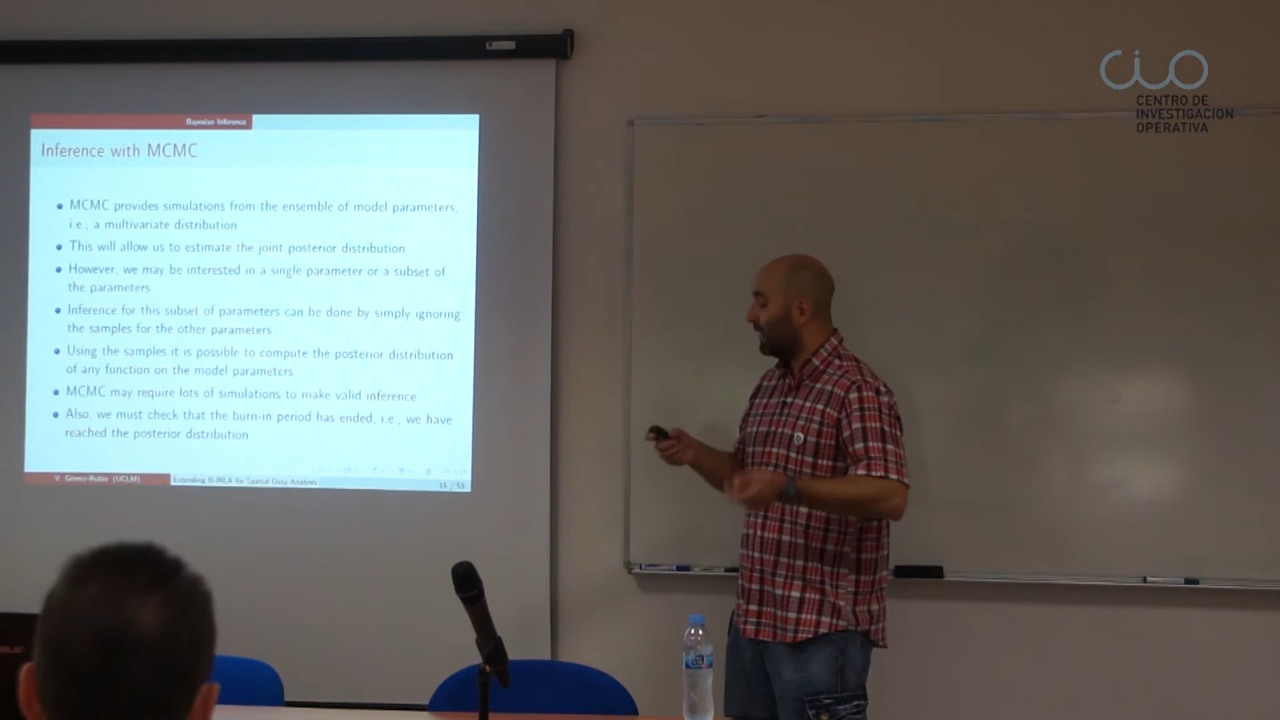 Bayesian Inference
Inference with MCMC
MCMC provides simulations from the ensemble of model parameters,
i.e., a multivariate distribution
This will allow us to estimate the joint posterior distribution
However, we may be interested in a single parameter or a subset of
the parameters
Inference for this subset of parameters can be done by simply ignoring
the samples for the other parameters
Using the samples it is possible to compute the posterior distribution
of any function on the model parameters
MCMC may require lots of simulations to make valid inference
Also, we must check that the burn-in period has ended, i.e., we have
reached the posterior distribution
V. Gómez-Rubio (UCLM)
Extending R-INLA for Spatial Data Analysis
15 / 53
CIO
CENTRO DE
INVESTIGACION
OPERATIVA